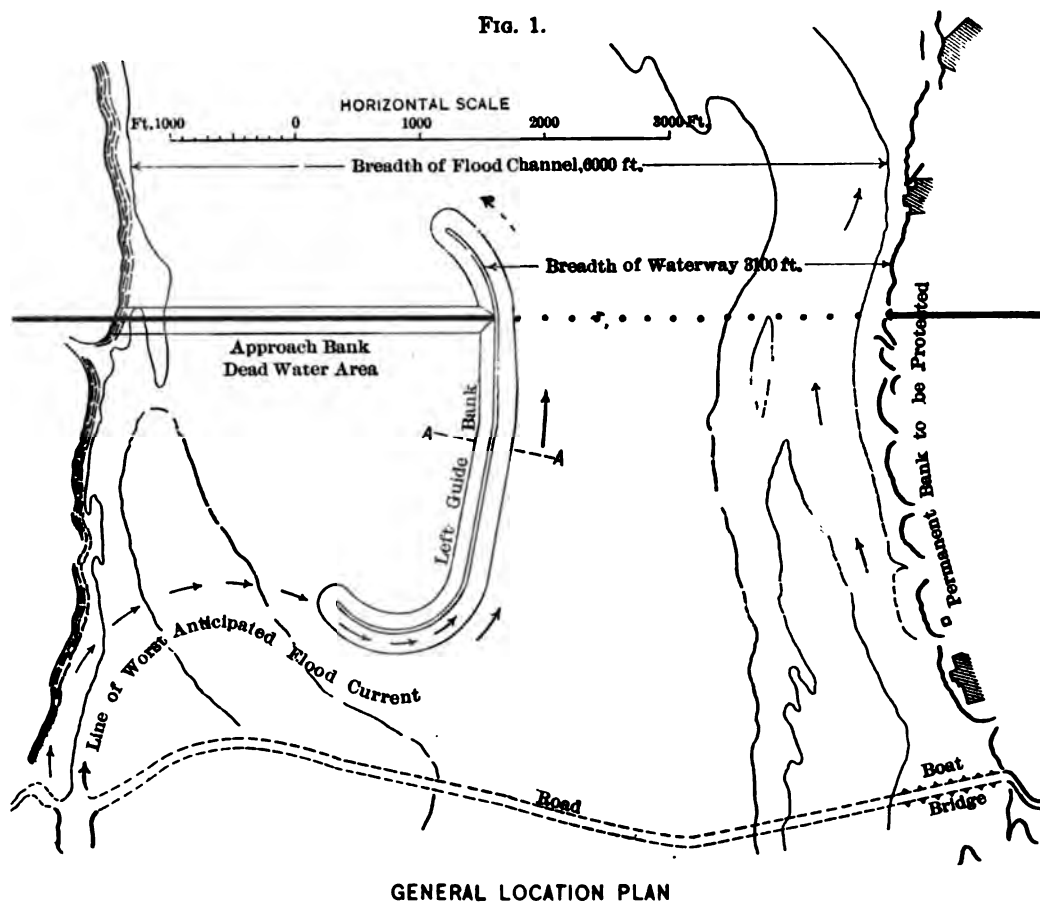 FIG. 1.
HORIZONTAL SCALE
Ft. 1000 0 1000 2000 3000 Ft.
Breadth of Flood Channel, 6000 ft.
Breadth of Waterway 3100 ft.
Approach Bank
Dead Water Area
Left Guide Bank
A
A
Permanent Bank to be Protected
Line of Worst Anticipated Flood Current
Road
Boat
Bridge
GENERAL LOCATION PLAN